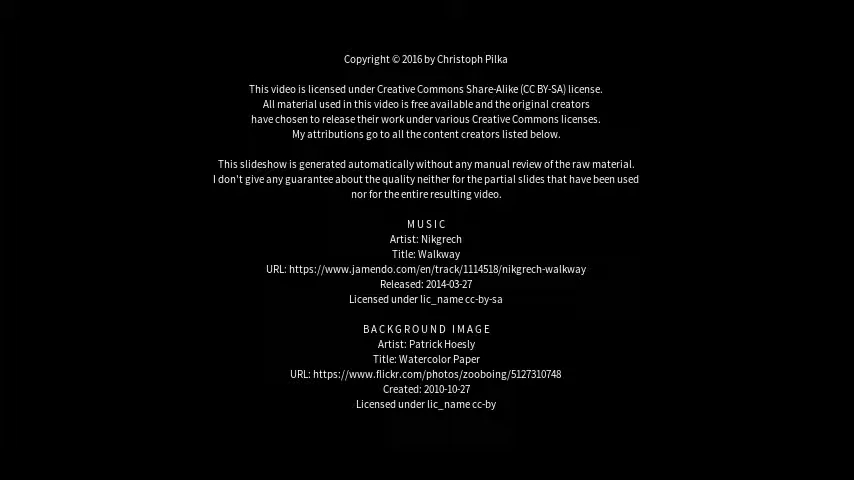 Copyright © 2016 by Christoph Pilka
This video is licensed under Creative Commons Share-Alike (CC BY-SA) license.
All material used in this video is free available and the original creators
have chosen to release their work under various Creative Commons licenses.
My attributions go to all the content creators listed below.
This slideshow is generated automatically without any manual review of the raw material.
I don't give any guarantee about the quality neither for the partial slides that have been used
nor for the entire resulting video.
MUSIC
Artist: Nikgrech
Title: Walkway
URL: https://www.jamendo.com/en/track/1114518/nikgrech-walkway
Released: 2014-03-27
Licensed under lic_name cc-by-sa
BACKGROUND IMAGE
Artist: Patrick Hoesly
Title: Watercolor Paper
URL: https://www.flickr.com/photos/zooboing/5127310748
Created: 2010-10-27
Licensed under lic_name cc-by